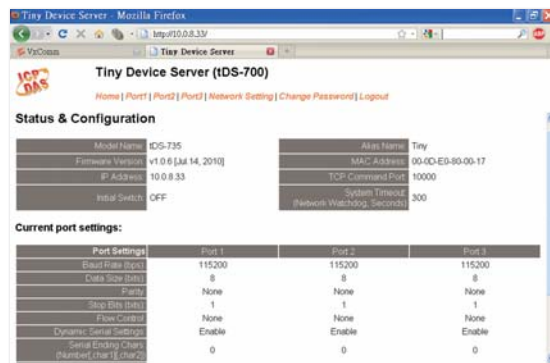 Tiny Device Server - Mozilla Firefox
http://10.0.8.33/
VxComm
Tiny Device Server
ICP DAS
Tiny Device Server (tDS-700)
Home | Port1 | Port2 | Port3 | Network Setting | Change Password | Logout
Status & Configuration
Model Name: tDS-735 Alias Name: Tiny
Firmware Version: v1.0.6 [Jul.14, 2010] MAC Address: 00-0D-E0-80-00-17
IP Address: 10.0.8.33 TCP Command Port: 10000
Initial Switch: OFF System Timeout: (Network Watchdog, Seconds) 300
Current port settings:
Port Settings Port 1 Port 2 Port 3
Baud Rate (bps): 115200 115200 115200
Data Size (bits): 8 8 8
Parity: None None None
Stop Bits (bits): 1 1 1
Flow Control: None None None
Dynamic Serial Settings: Enable Enable Enable
Serial Ending Chars: (Number[,char1][,char2]) 0 0 0